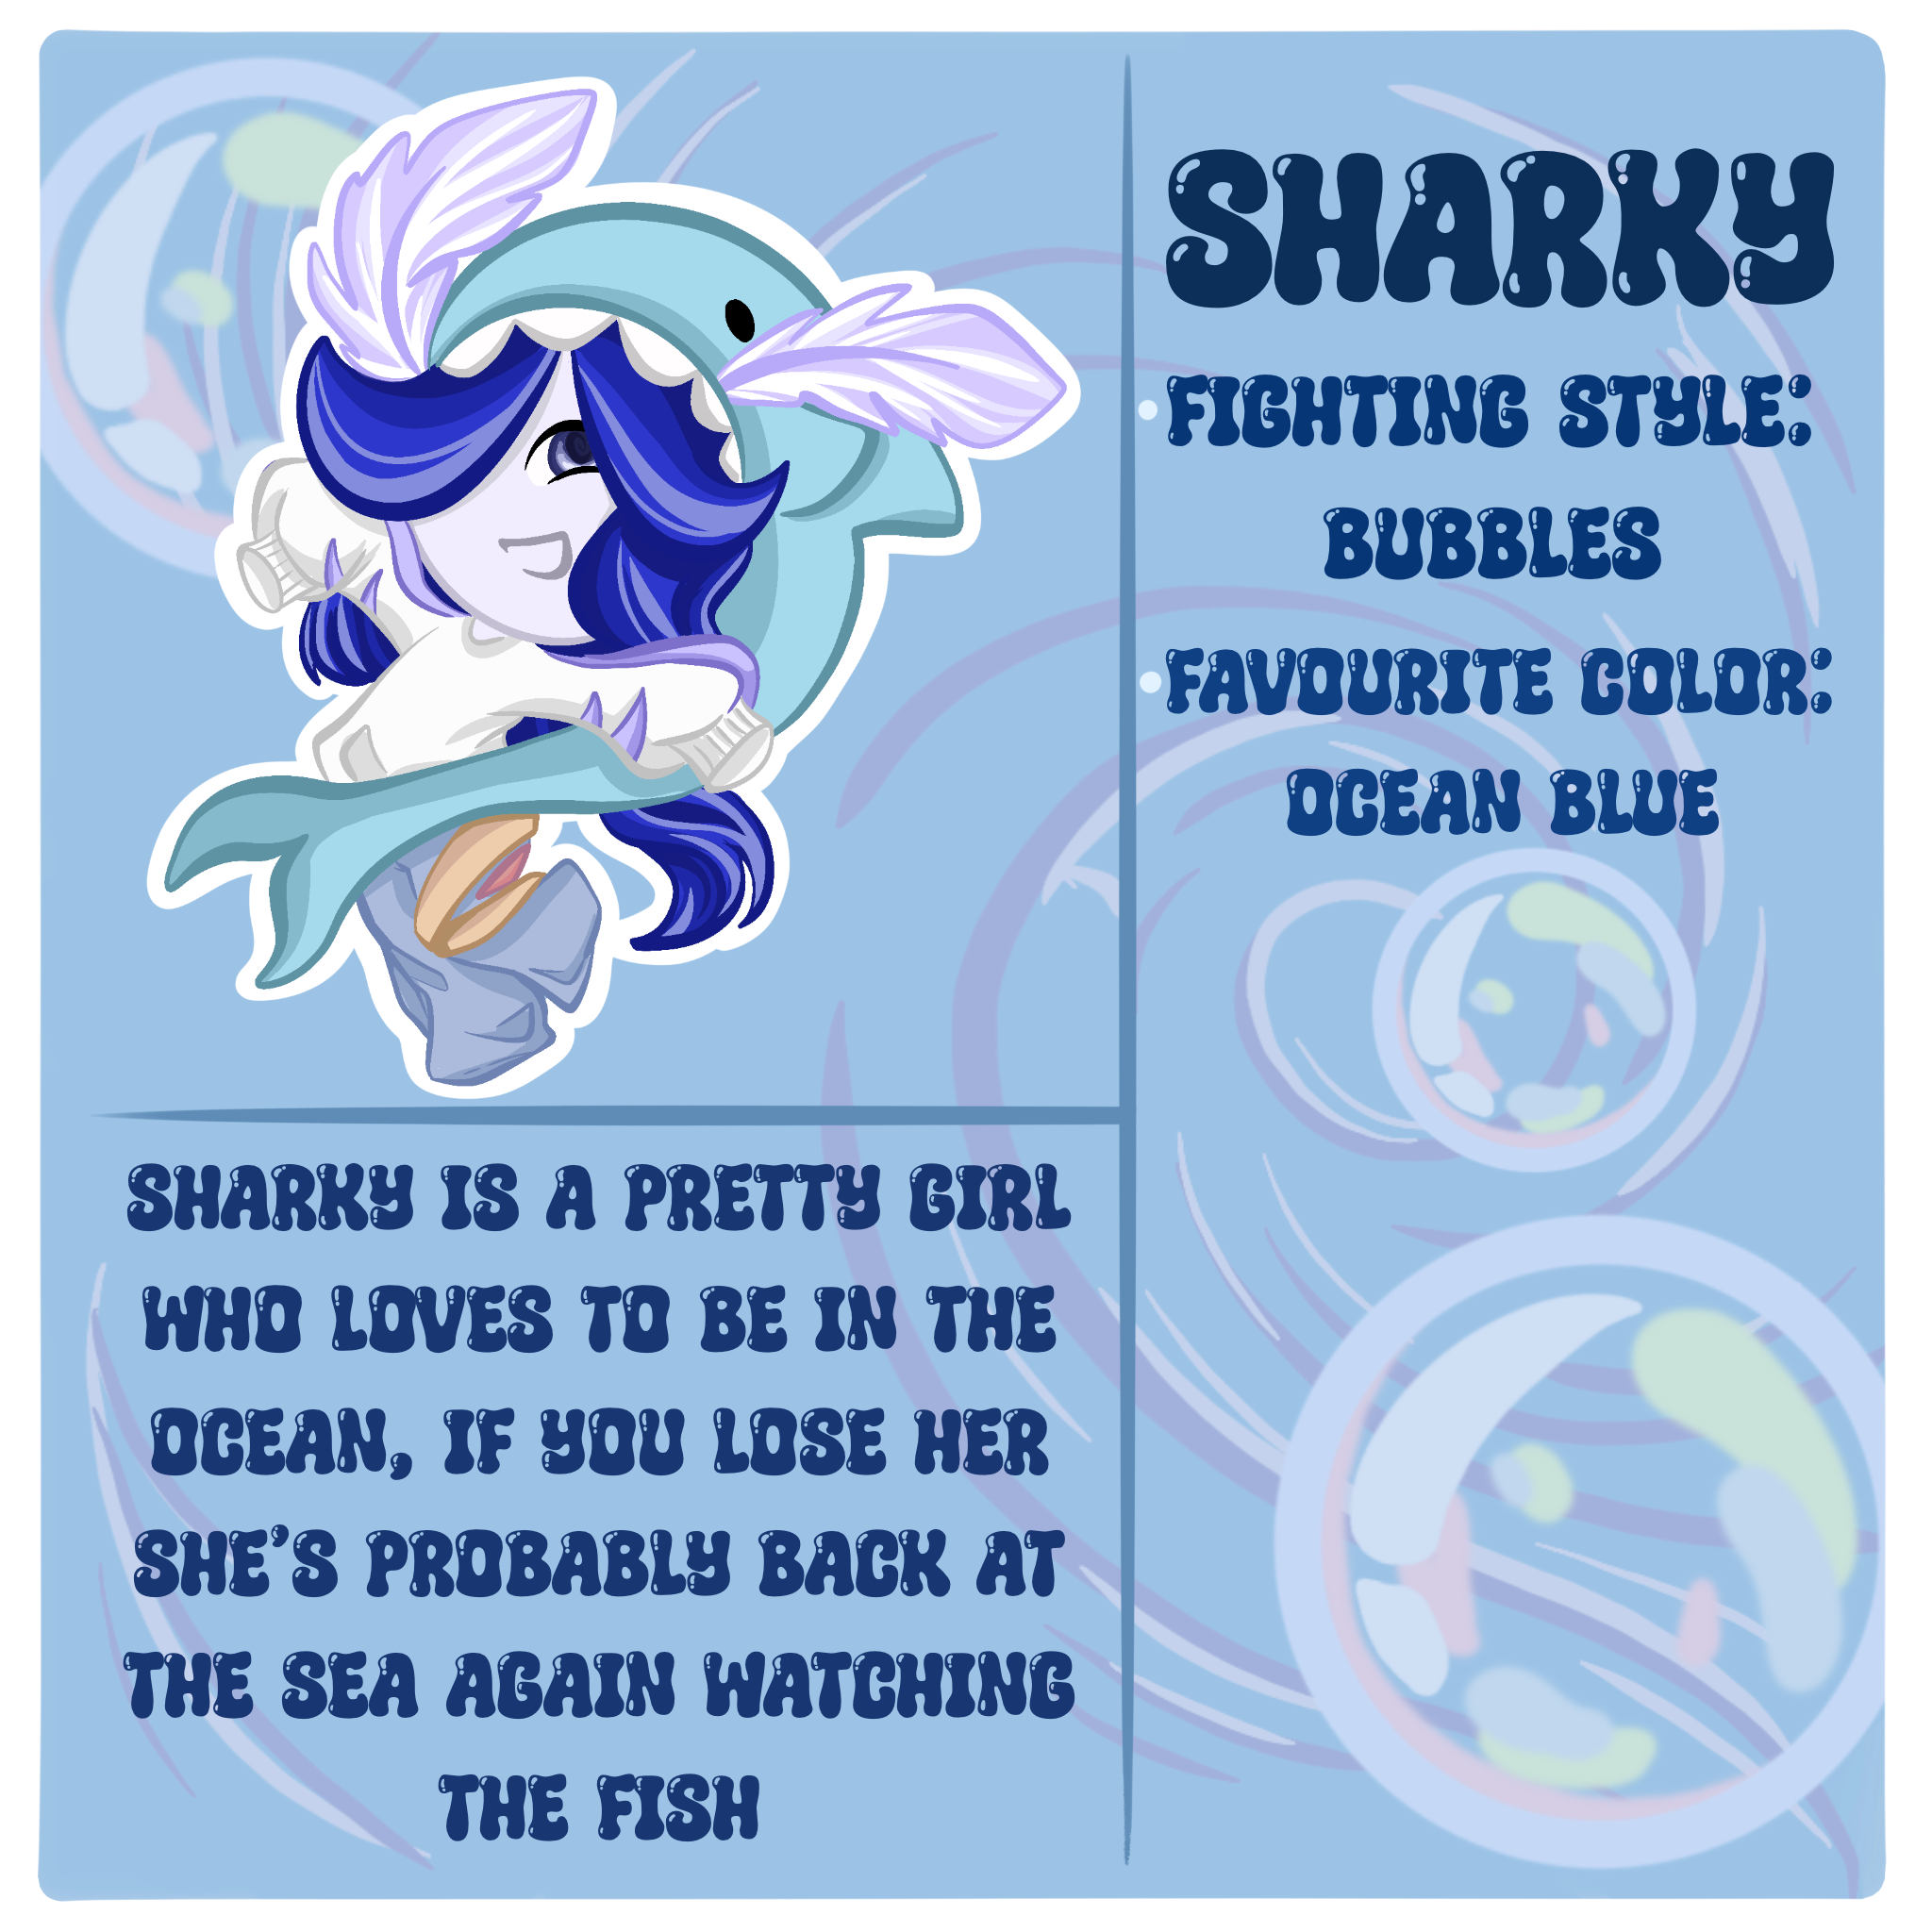 SHARKY
FIGHTING STYLE:
BUBBLES
FAVOURITE COLOR:
OCEAN BLUE
SHARKY IS A PRETTY GIRL
WHO LOVES TO BE IN THE
OCEAN, IF YOU LOSE HER
SHE'S PROBABLY BACK AT
THE SEA AGAIN WATCHING
THE FISH